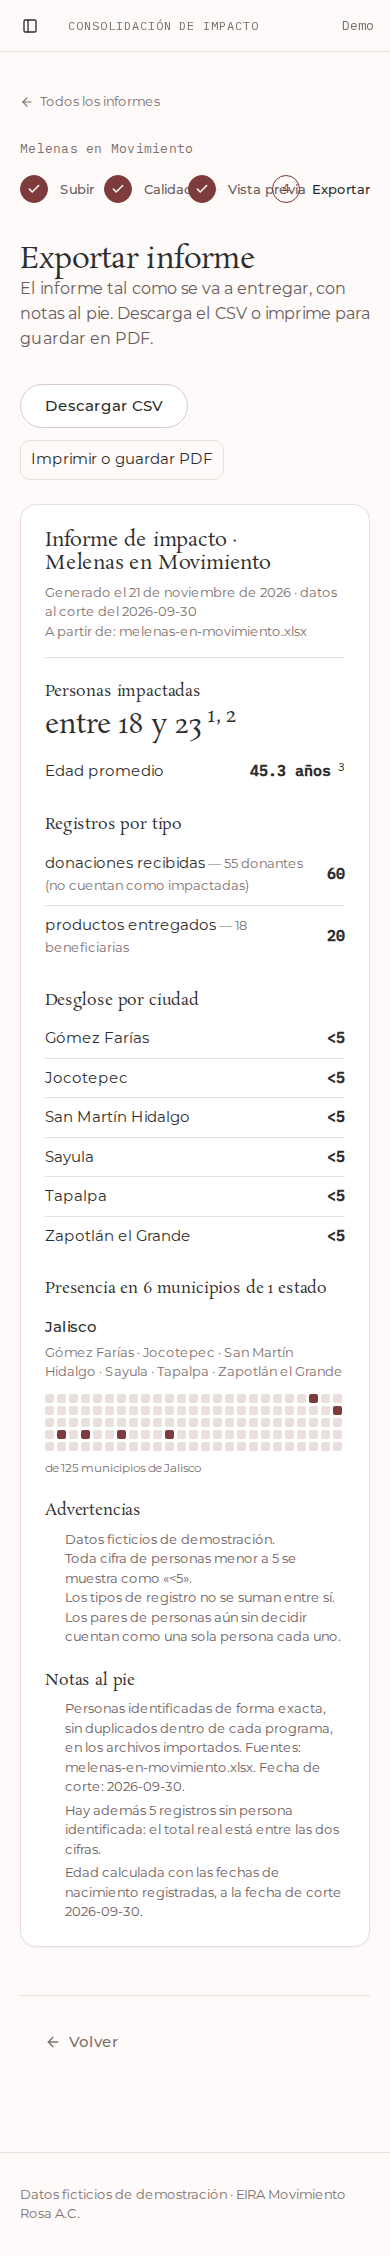 CONSOLIDACIÓN DE IMPACTO
Demo
← Todos los informes
Melenas en Movimiento
Subir
Calidad
Vista previa
4
Exportar
Exportar informe
El informe tal como se va a entregar, con
notas al pie. Descarga el CSV o imprime para
guardar en PDF.
Descargar CSV
Imprimir o guardar PDF
Informe de impacto ·
Melenas en Movimiento
Generado el 21 de noviembre de 2026 · datos
al corte del 2026-09-30
A partir de: melenas-en-movimiento.xlsx
Personas impactadas
entre 18 y 23 1, 2
Edad promedio 45.3 años 3
Registros por tipo
donaciones recibidas — 55 donantes
(no cuentan como impactadas)
60
productos entregados — 18
beneficiarias
20
Desglose por ciudad
Gómez Farías <5
Jocotepec <5
San Martín Hidalgo <5
Sayula <5
Tapalpa <5
Zapotlán el Grande <5
Presencia en 6 municipios de 1 estado
Jalisco
Gómez Farías · Jocotepec · San Martín
Hidalgo · Sayula · Tapalpa · Zapotlán el Grande
de 125 municipios de Jalisco
Advertencias
Datos ficticios de demostración.
Toda cifra de personas menor a 5 se
muestra como «<5».
Los tipos de registro no se suman entre sí.
Los pares de personas aún sin decidir
cuentan como una sola persona cada uno.
Notas al pie
Personas identificadas de forma exacta,
sin duplicados dentro de cada programa,
en los archivos importados. Fuentes:
melenas-en-movimiento.xlsx. Fecha de
corte: 2026-09-30.
Hay además 5 registros sin persona
identificada: el total real está entre las dos
cifras.
Edad calculada con las fechas de
nacimiento registradas, a la fecha de corte
2026-09-30.
← Volver
Datos ficticios de demostración · EIRA Movimiento
Rosa A.C.